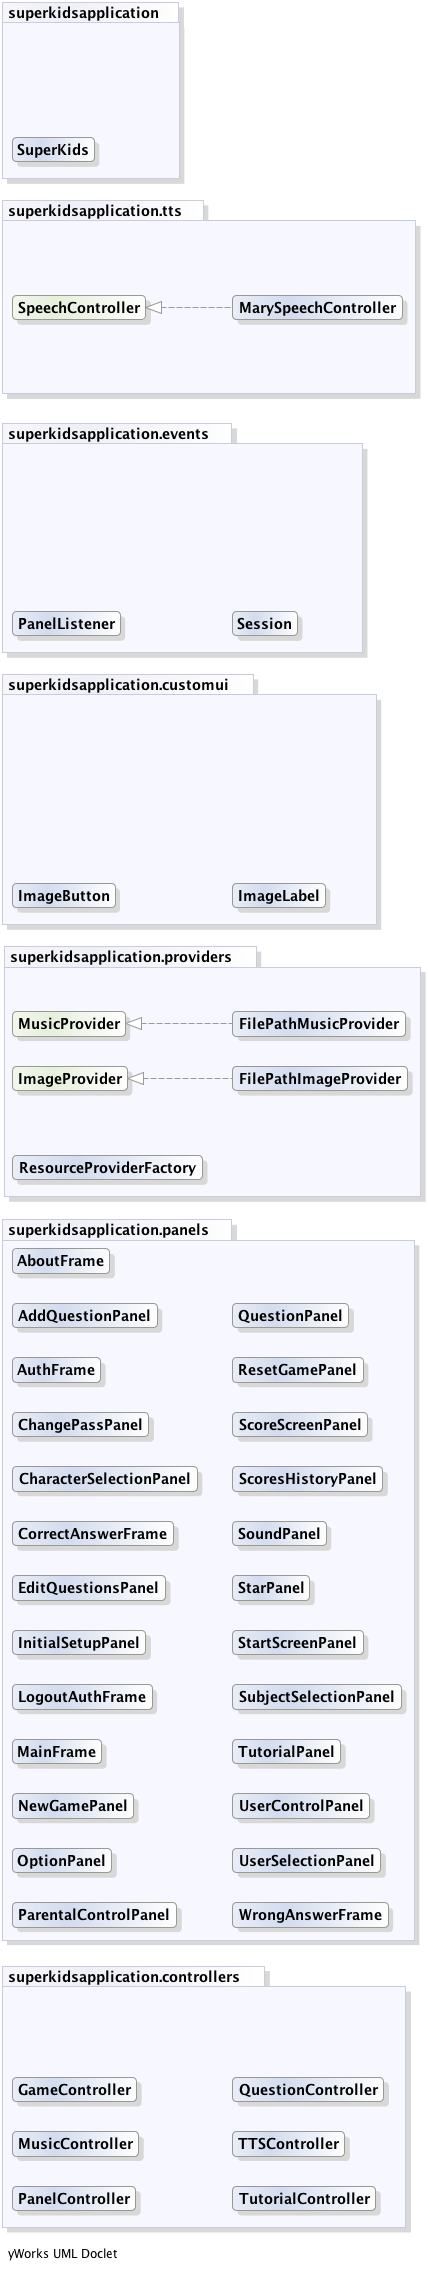 superkidsapplication
SuperKids
superkidsapplication.tts
SpeechController MarySpeechController
superkidsapplication.events
PanelListener Session
superkidsapplication.customui
ImageButton ImageLabel
superkidsapplication.providers
MusicProvider FilePathMusicProvider
ImageProvider FilePathImageProvider
ResourceProviderFactory
superkidsapplication.panels
AboutFrame
AddQuestionPanel QuestionPanel
AuthFrame ResetGamePanel
ChangePassPanel ScoreScreenPanel
CharacterSelectionPanel ScoresHistoryPanel
CorrectAnswerFrame SoundPanel
EditQuestionsPanel StarPanel
InitialSetupPanel StartScreenPanel
LogoutAuthFrame SubjectSelectionPanel
MainFrame TutorialPanel
NewGamePanel UserControlPanel
OptionPanel UserSelectionPanel
ParentalControlPanel WrongAnswerFrame
superkidsapplication.controllers
GameController QuestionController
MusicController TTSController
PanelController TutorialController
yWorks UML Doclet